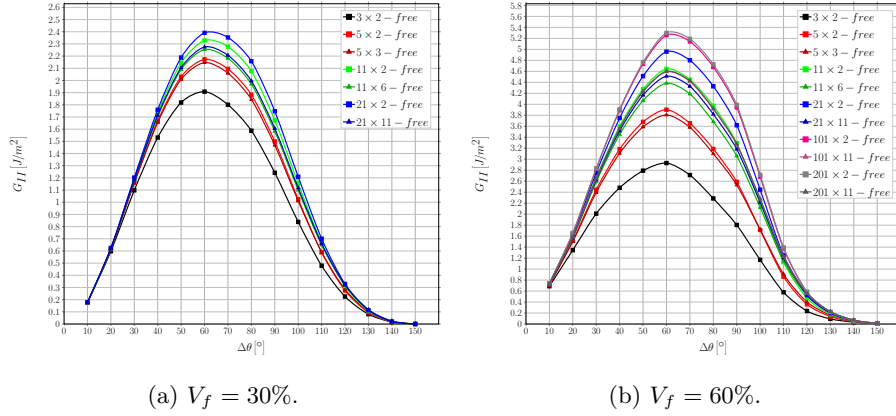 2.6
2.5
2.4
2.3
2.2
2.1
2
1.9
1.8
1.7
1.6
1.5
1.4
1.3
1.2
1.1
1
0.9
0.8
0.7
0.6
0.5
0.4
0.3
0.2
0.1
0
G_II [J/m²]
0 10 20 30 40 50 60 70 80 90 100 110 120 130 140 150
Δθ [°]
3 × 2 − free
5 × 2 − free
5 × 3 − free
11 × 2 − free
11 × 6 − free
21 × 2 − free
21 × 11 − free
(a) V_f = 30%.
5.8
5.6
5.4
5.2
5
4.8
4.6
4.4
4.2
4
3.8
3.6
3.4
3.2
3
2.8
2.6
2.4
2.2
2
1.8
1.6
1.4
1.2
1
0.8
0.6
0.4
0.2
0
G_II [J/m²]
0 10 20 30 40 50 60 70 80 90 100 110 120 130 140 150
Δθ [°]
3 × 2 − free
5 × 2 − free
5 × 3 − free
11 × 2 − free
11 × 6 − free
21 × 2 − free
21 × 11 − free
101 × 2 − free
101 × 11 − free
201 × 2 − free
201 × 11 − free
(b) V_f = 60%.